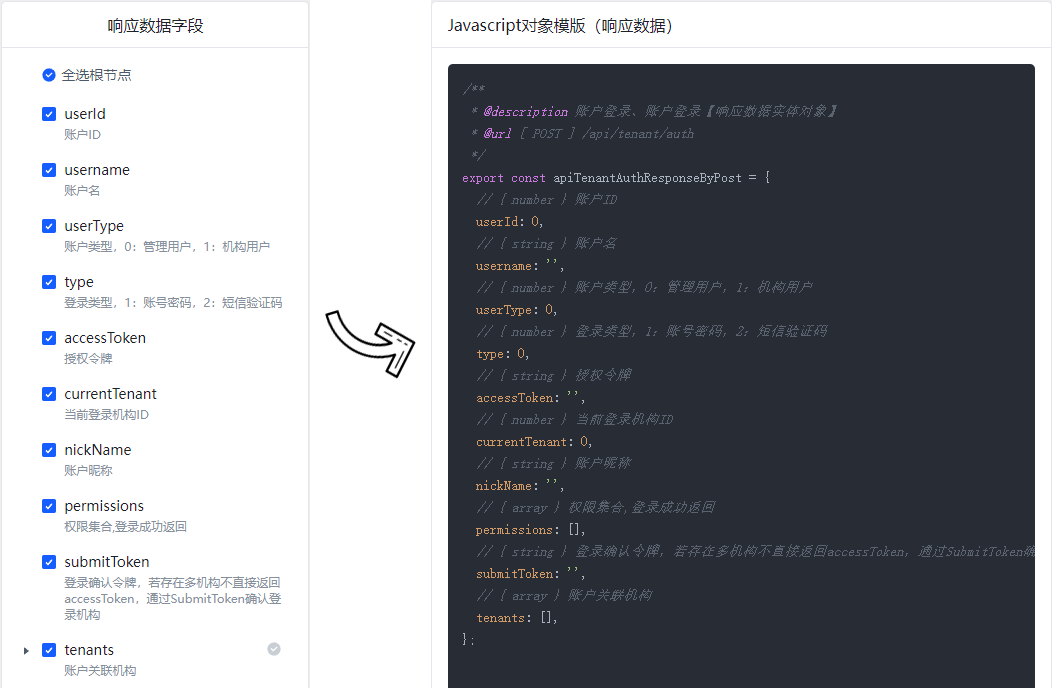 响应数据字段
全选根节点
userId
账户ID
username
账户名
userType
账户类型，0：管理用户，1：机构用户
type
登录类型，1：账号密码，2：短信验证码
accessToken
授权令牌
currentTenant
当前登录机构ID
nickName
账户昵称
permissions
权限集合,登录成功返回
submitToken
登录确认令牌，若存在多机构不直接返回
accessToken，通过SubmitToken确认登
录机构
tenants
账户关联机构
Javascript对象模版（响应数据）
/**
 * @description 账户登录、账户登录【响应数据实体对象】
 * @url [ POST ] /api/tenant/auth
 */
export const apiTenantAuthResponseByPost = {
  // { number } 账户ID
  userId: 0,
  // { string } 账户名
  username: '',
  // { number } 账户类型，0：管理用户，1：机构用户
  userType: 0,
  // { number } 登录类型，1：账号密码，2：短信验证码
  type: 0,
  // { string } 授权令牌
  accessToken: '',
  // { number } 当前登录机构ID
  currentTenant: 0,
  // { string } 账户昵称
  nickName: '',
  // { array } 权限集合,登录成功返回
  permissions: [],
  // { string } 登录确认令牌，若存在多机构不直接返回accessToken，通过SubmitToken确
  submitToken: '',
  // { array } 账户关联机构
  tenants: [],
};